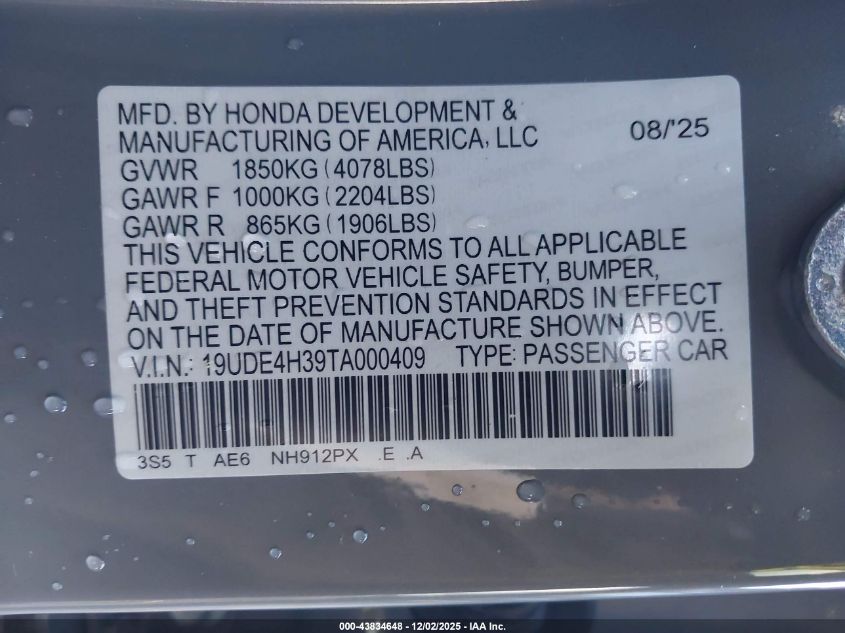 MFD. BY HONDA DEVELOPMENT &
MANUFACTURING OF AMERICA, LLC 08/'25
GVWR 1850KG (4078LBS)
GAWR F 1000KG (2204LBS)
GAWR R 865KG (1906LBS)
THIS VEHICLE CONFORMS TO ALL APPLICABLE
FEDERAL MOTOR VEHICLE SAFETY, BUMPER,
AND THEFT PREVENTION STANDARDS IN EFFECT
ON THE DATE OF MANUFACTURE SHOWN ABOVE.
V.I.N.: 19UDE4H39TA000409 TYPE: PASSENGER CAR
3S5 T AE6 NH912PX .E .A
000-43834648 - 12/02/2025 - IAA Inc.